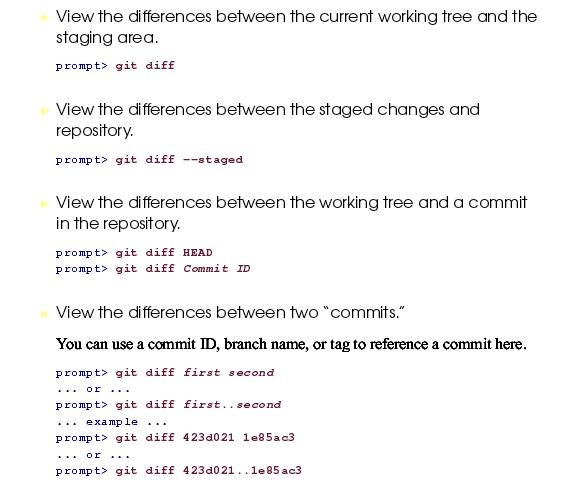 View the differences between the current working tree and the
staging area.
prompt> git diff
View the differences between the staged changes and
repository.
prompt> git diff --staged
View the differences between the working tree and a commit
in the repository.
prompt> git diff HEAD
prompt> git diff Commit ID
View the differences between two “commits.”
You can use a commit ID, branch name, or tag to reference a commit here.
prompt> git diff first second
... or ...
prompt> git diff first..second
... example ...
prompt> git diff 423d021 1e85ac3
... or ...
prompt> git diff 423d021..1e85ac3